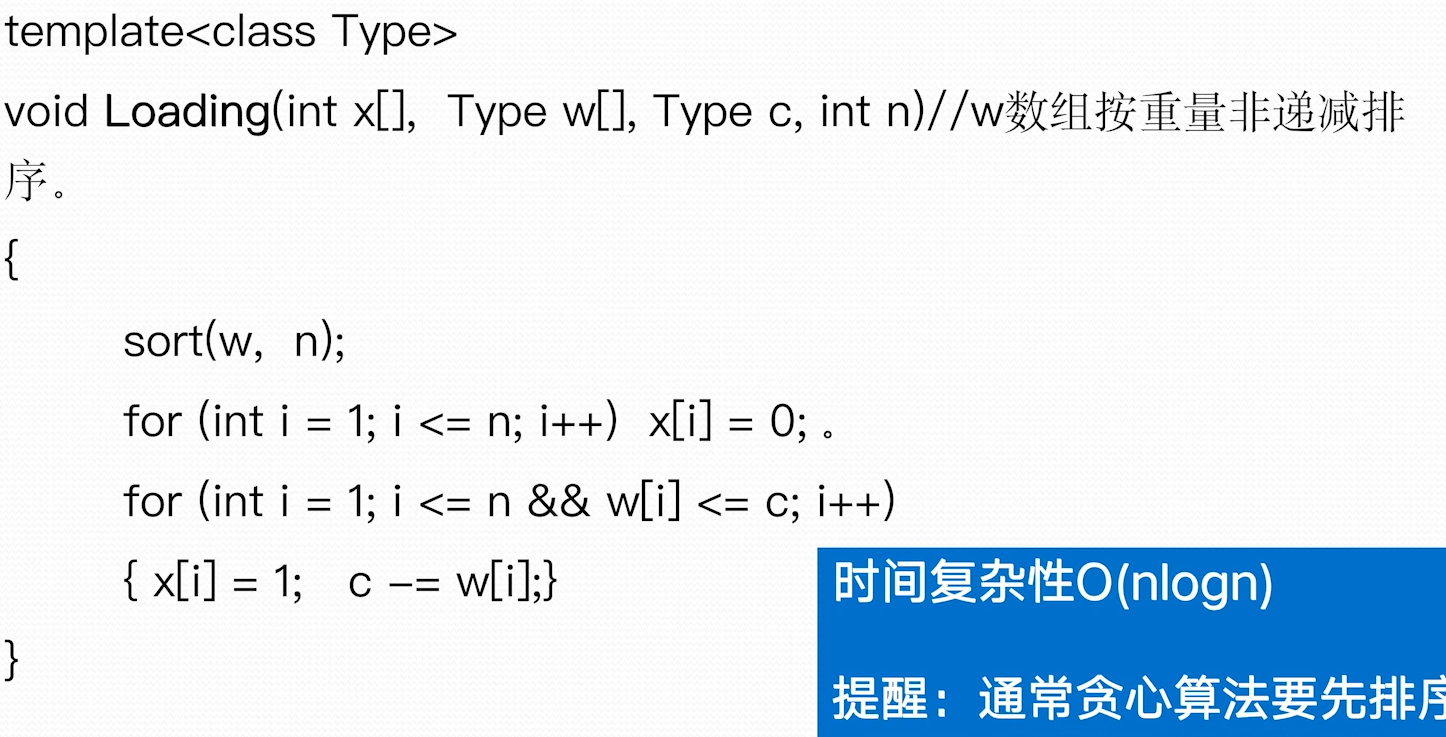 template<class Type>
void Loading(int x[],  Type w[], Type c, int n)//w数组按重量非递减排
序。
{
sort(w,  n);
for (int i = 1; i <= n; i++)  x[i] = 0; 。
for (int i = 1; i <= n && w[i] <= c; i++)
{ x[i] = 1;   c –= w[i];}
}
时间复杂性O(nlogn)
提醒：通常贪心算法要先排序